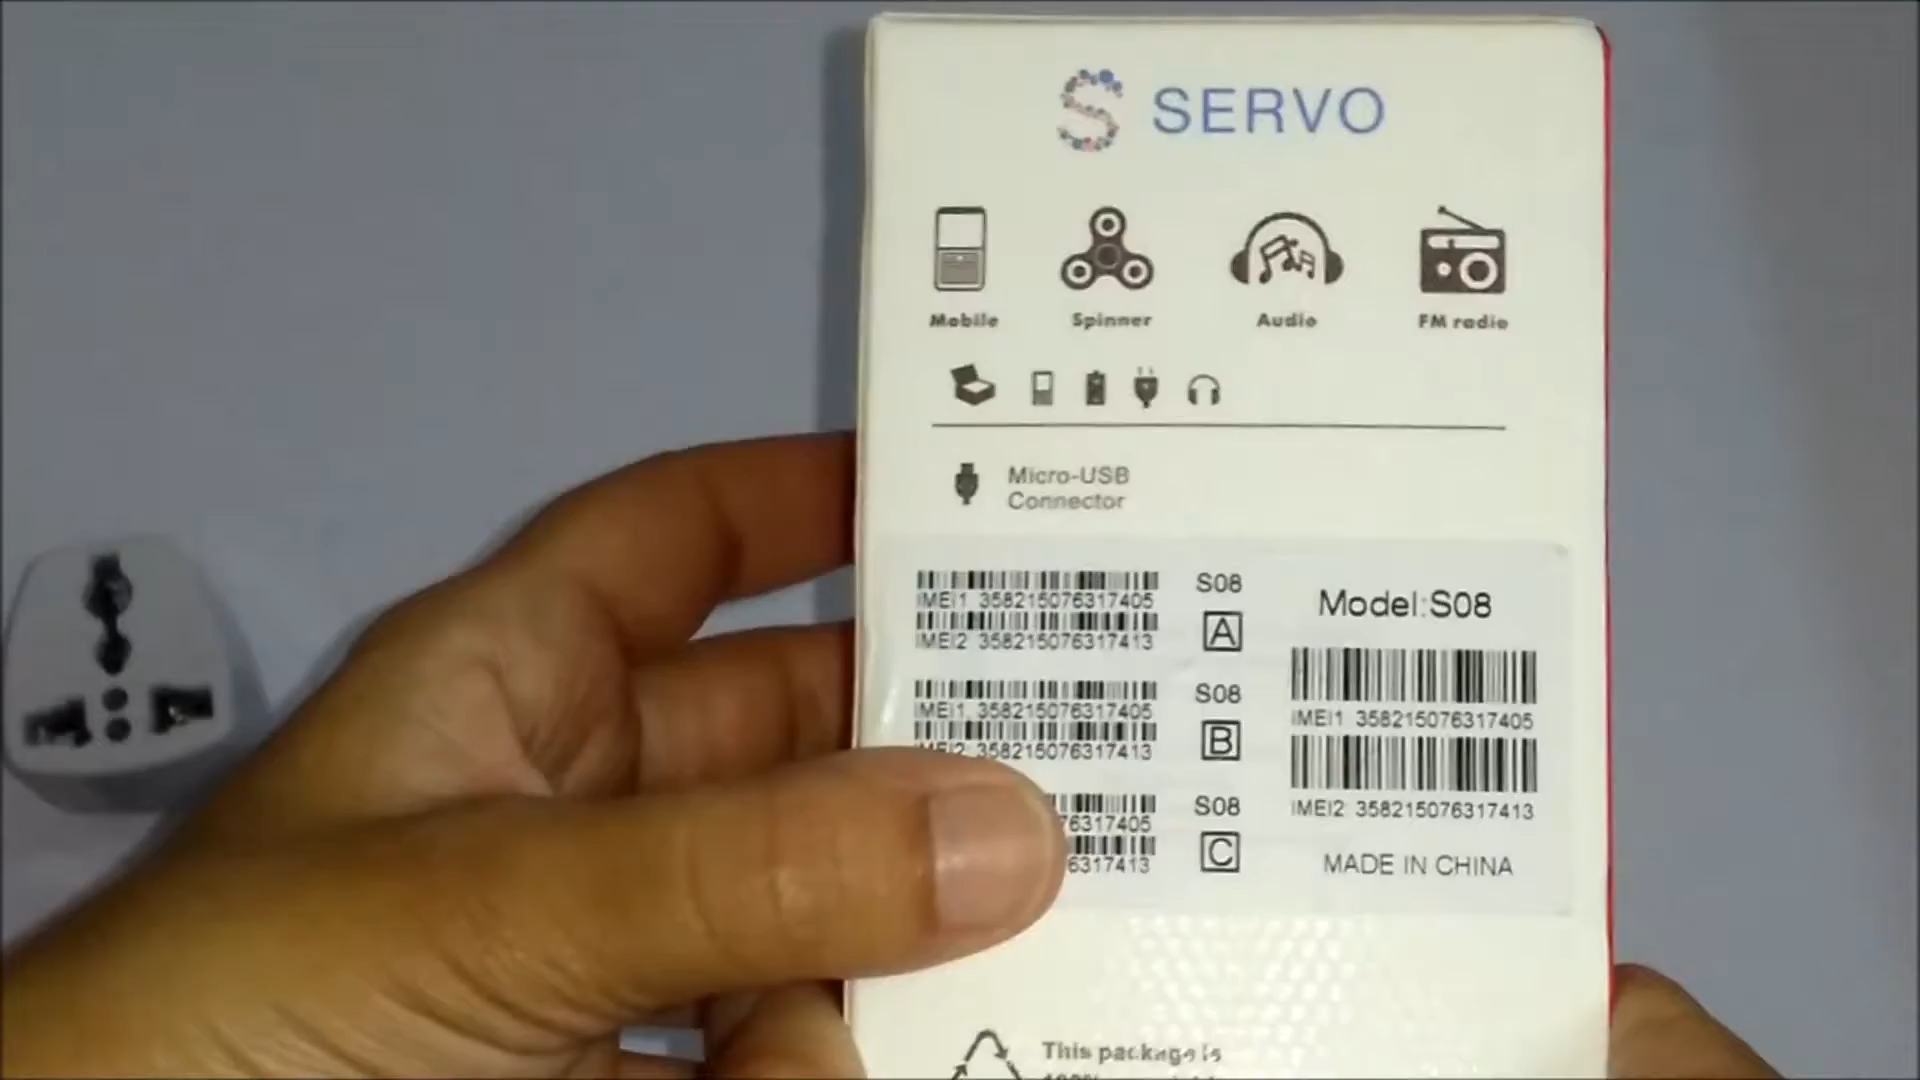 SERVO
Mobile Spinner Audio FM radio
Micro-USB
Connector
S08
IMEI1 358215076317405
A
IMEI2 358215076317413
S08
IMEI1 358215076317405
B
IMEI2 358215076317413
S08
76317405
C
6317413
Model:S08
IMEI1 358215076317405
IMEI2 358215076317413
MADE IN CHINA
This package is